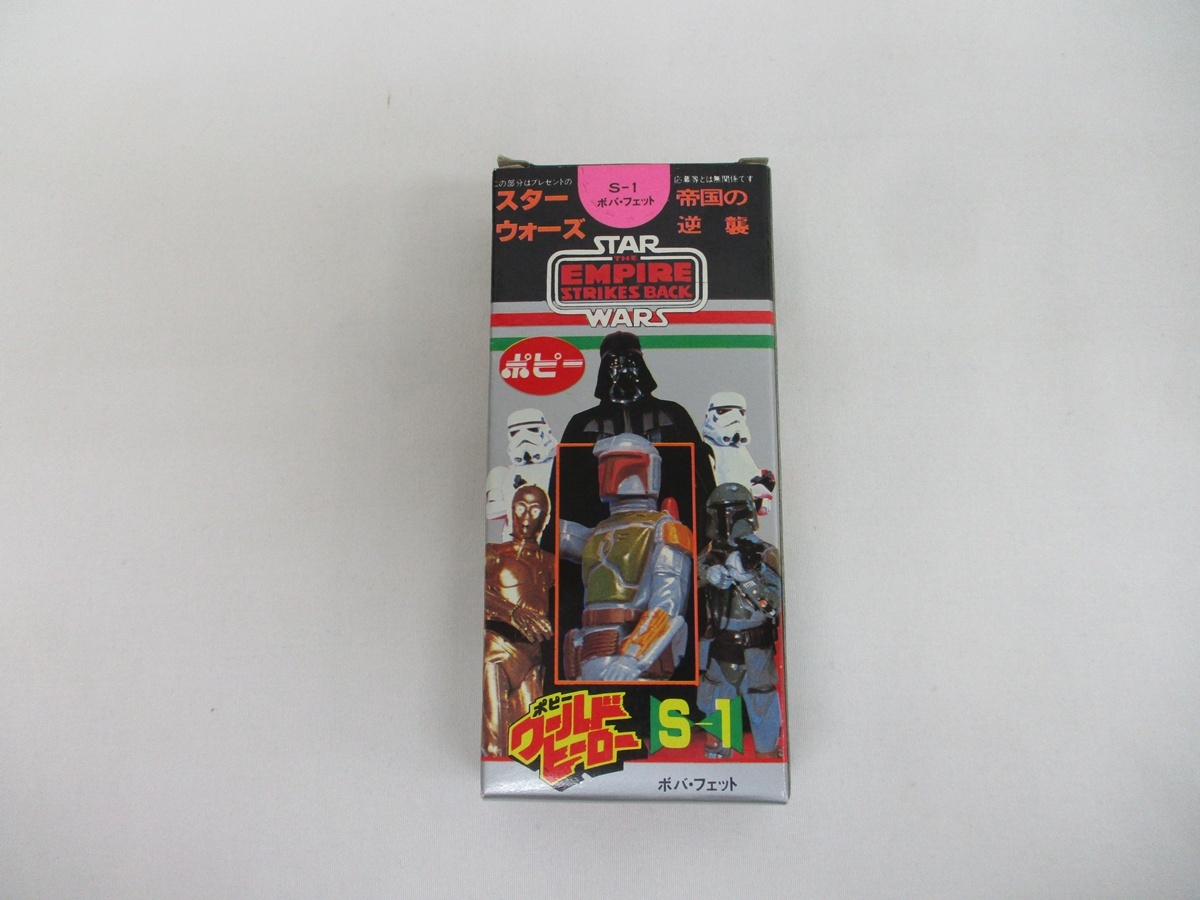 この部分はプレゼントの
応募等とは無関係です
S-1
ボバ・フェット
スター
ウォーズ
帝国の
逆襲
STAR
THE
EMPIRE
STRIKES BACK
WARS
ポピー
ポピー
ワールド
ヒーロー
S-1
ボバ・フェット